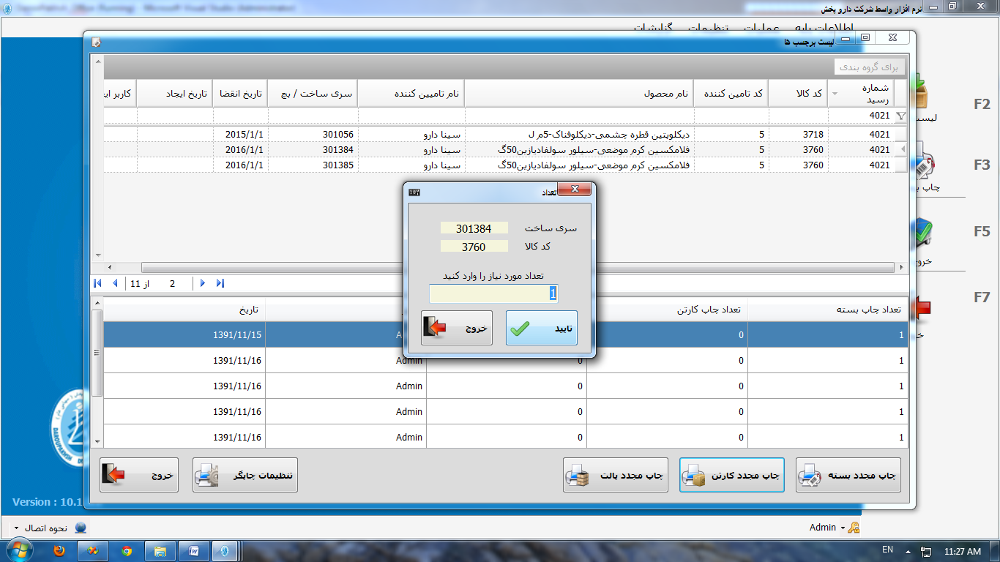 نرم افزار واسط شرکت دارو پخش
اطلاعات پایه عملیات تنظیمات گزارشات
لیست برچسب ها
برای گروه بندی
شماره رسید کد کالا کد تامین کننده نام محصول نام تامیین کننده سری ساخت / بچ تاریخ انقضا تاریخ ایجاد کاربر
4021
4021 3718 5 دیکلوپتین قطره چشمی-دیکلوفناک-5م ل سینا دارو 301056 2015/1/1
4021 3760 5 فلامکسین کرم موضعی-سیلور سولفادیازین50گ سینا دارو 301384 2016/1/1
4021 3760 5 فلامکسین کرم موضعی-سیلور سولفادیازین50گ سینا دارو 301385 2016/1/1
11 از 2
تعداد
سری ساخت 301384
کد کالا 3760
تعداد مورد نیاز را وارد کنید
1
تایید خروج
تعداد چاپ بسته تعداد چاپ کارتن تاریخ
1 0 1391/11/15
1 0 0 Admin 1391/11/16
1 0 0 Admin 1391/11/16
1 0 0 Admin 1391/11/16
1 0 0 Admin 1391/11/16
چاپ مجدد بسته چاپ مجدد کارتن چاپ مجدد پالت تنظیمات چاپگر خروج
F2
F3
F5
F7
Version : 10.1
Admin نحوه اتصال
EN 11:27 AM